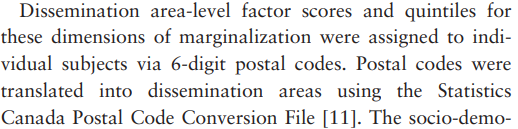 Dissemination area-level factor scores and quintiles for
these dimensions of marginalization were assigned to indi-
vidual subjects via 6-digit postal codes. Postal codes were
translated into dissemination areas using the Statistics
Canada Postal Code Conversion File [11]. The socio-demo-